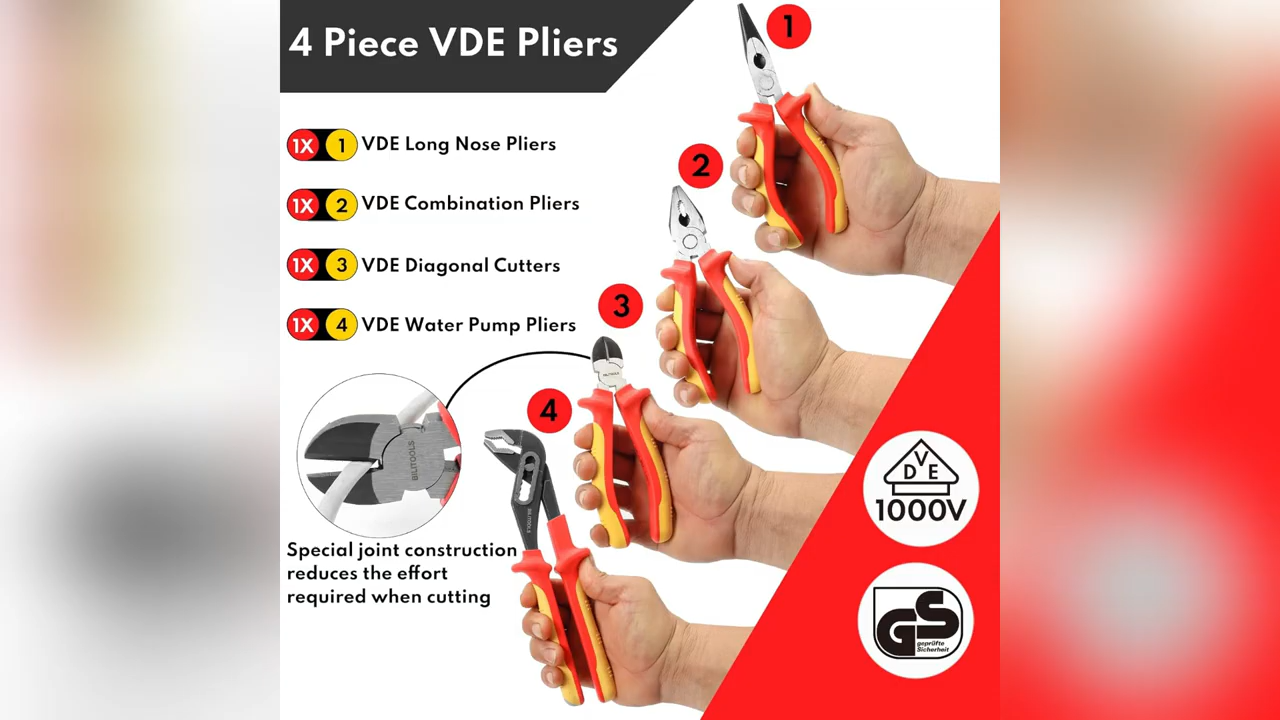 4 Piece VDE Pliers
1
1X 1 VDE Long Nose Pliers
2
1X 2 VDE Combination Pliers
1X 3 VDE Diagonal Cutters
3
1X 4 VDE Water Pump Pliers
BILITOOLS
4
BILITOOLS
BILITOOLS
VDE
1000V
Special joint construction
reduces the effort
required when cutting
GS
geprüfte
Sicherheit